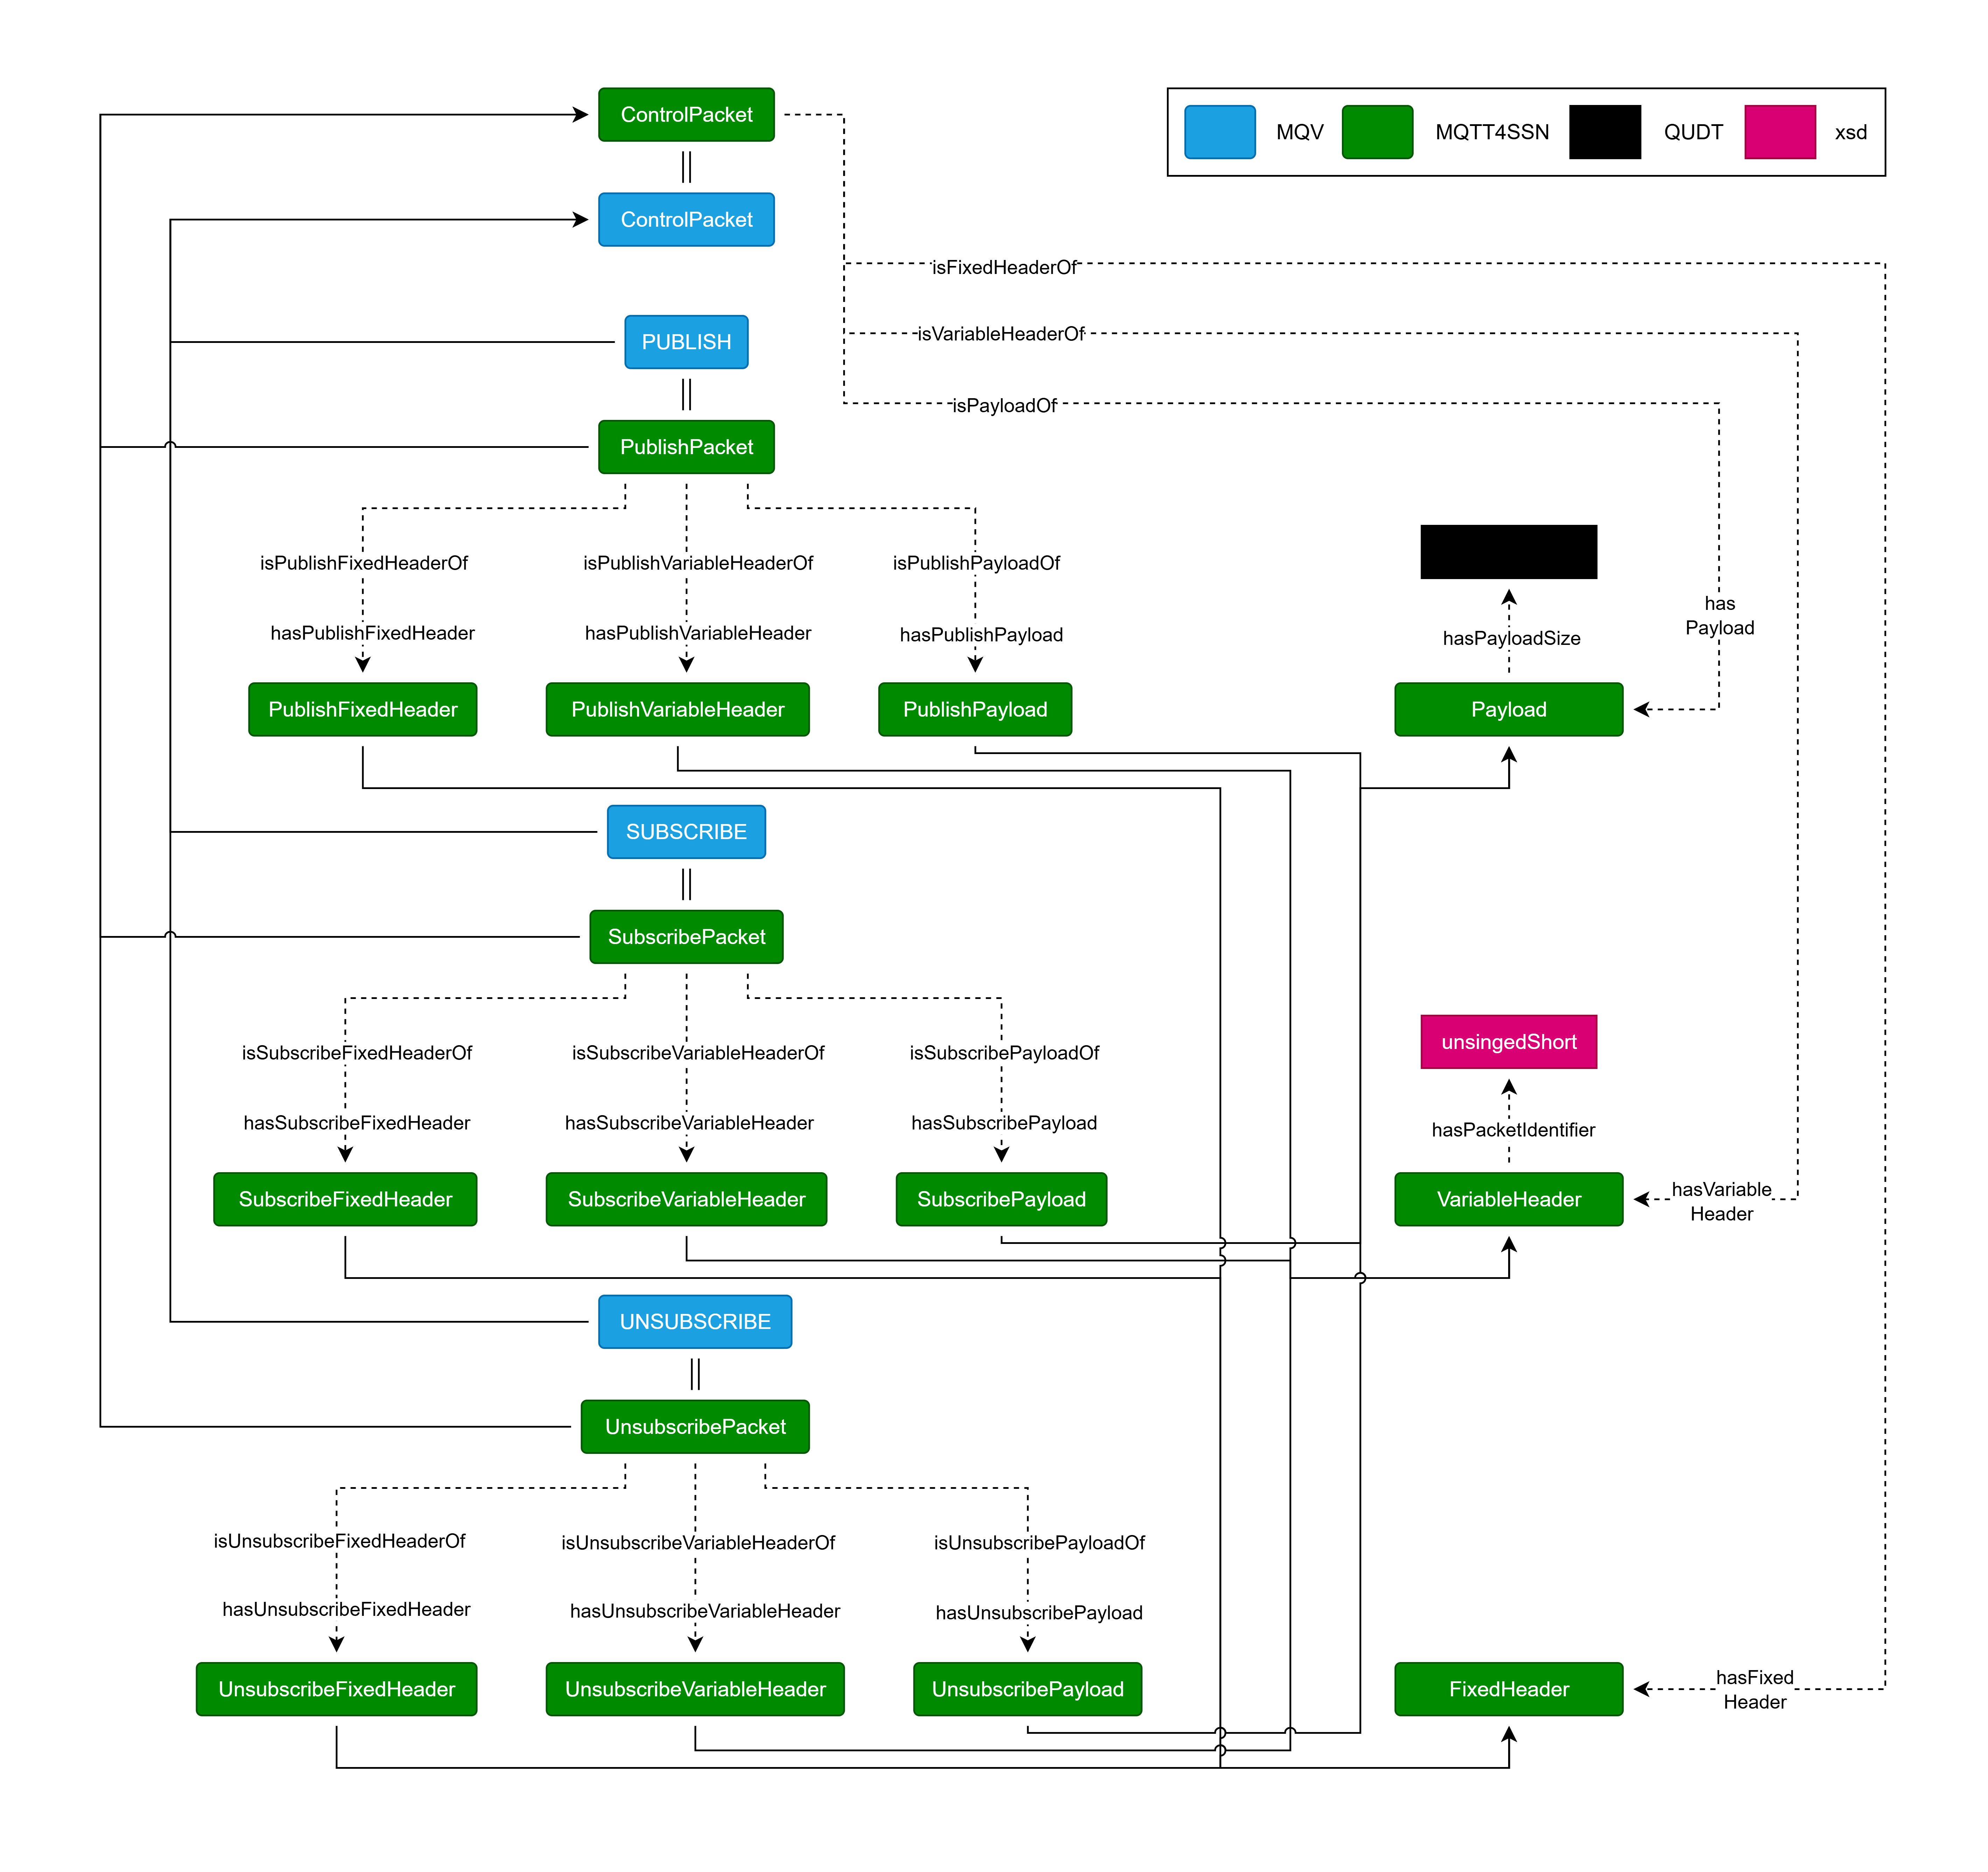 ControlPacket
MQV
MQTT4SSN
QUDT
xsd
ControlPacket
isFixedHeaderOf
PUBLISH
isVariableHeaderOf
isPayloadOf
PublishPacket
isPublishFixedHeaderOf
isPublishVariableHeaderOf
isPublishPayloadOf
has
Payload
hasPublishFixedHeader
hasPublishVariableHeader
hasPublishPayload
hasPayloadSize
PublishFixedHeader
PublishVariableHeader
PublishPayload
Payload
SUBSCRIBE
SubscribePacket
isSubscribeFixedHeaderOf
isSubscribeVariableHeaderOf
isSubscribePayloadOf
unsingedShort
hasSubscribeFixedHeader
hasSubscribeVariableHeader
hasSubscribePayload
hasPacketIdentifier
SubscribeFixedHeader
SubscribeVariableHeader
SubscribePayload
VariableHeader
hasVariable
Header
UNSUBSCRIBE
UnsubscribePacket
isUnsubscribeFixedHeaderOf
isUnsubscribeVariableHeaderOf
isUnsubscribePayloadOf
hasUnsubscribeFixedHeader
hasUnsubscribeVariableHeader
hasUnsubscribePayload
UnsubscribeFixedHeader
UnsubscribeVariableHeader
UnsubscribePayload
FixedHeader
hasFixed
Header